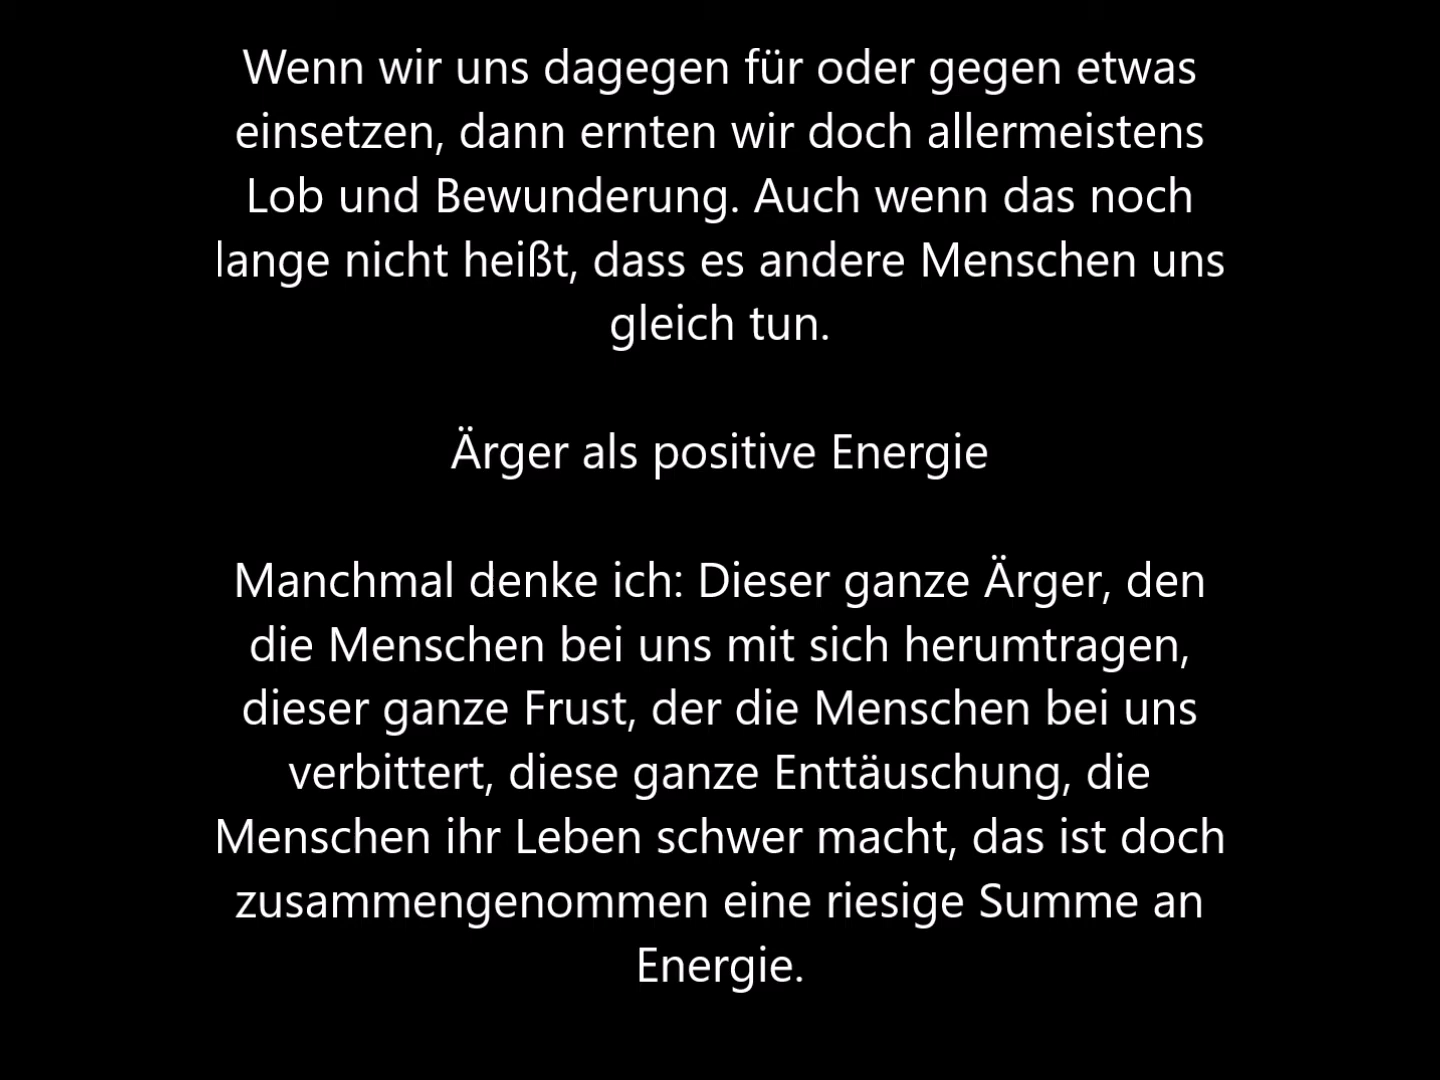 Wenn wir uns dagegen für oder gegen etwas
einsetzen, dann ernten wir doch allermeistens
Lob und Bewunderung. Auch wenn das noch
lange nicht heißt, dass es andere Menschen uns
gleich tun.
Ärger als positive Energie
Manchmal denke ich: Dieser ganze Ärger, den
die Menschen bei uns mit sich herumtragen,
dieser ganze Frust, der die Menschen bei uns
verbittert, diese ganze Enttäuschung, die
Menschen ihr Leben schwer macht, das ist doch
zusammengenommen eine riesige Summe an
Energie.